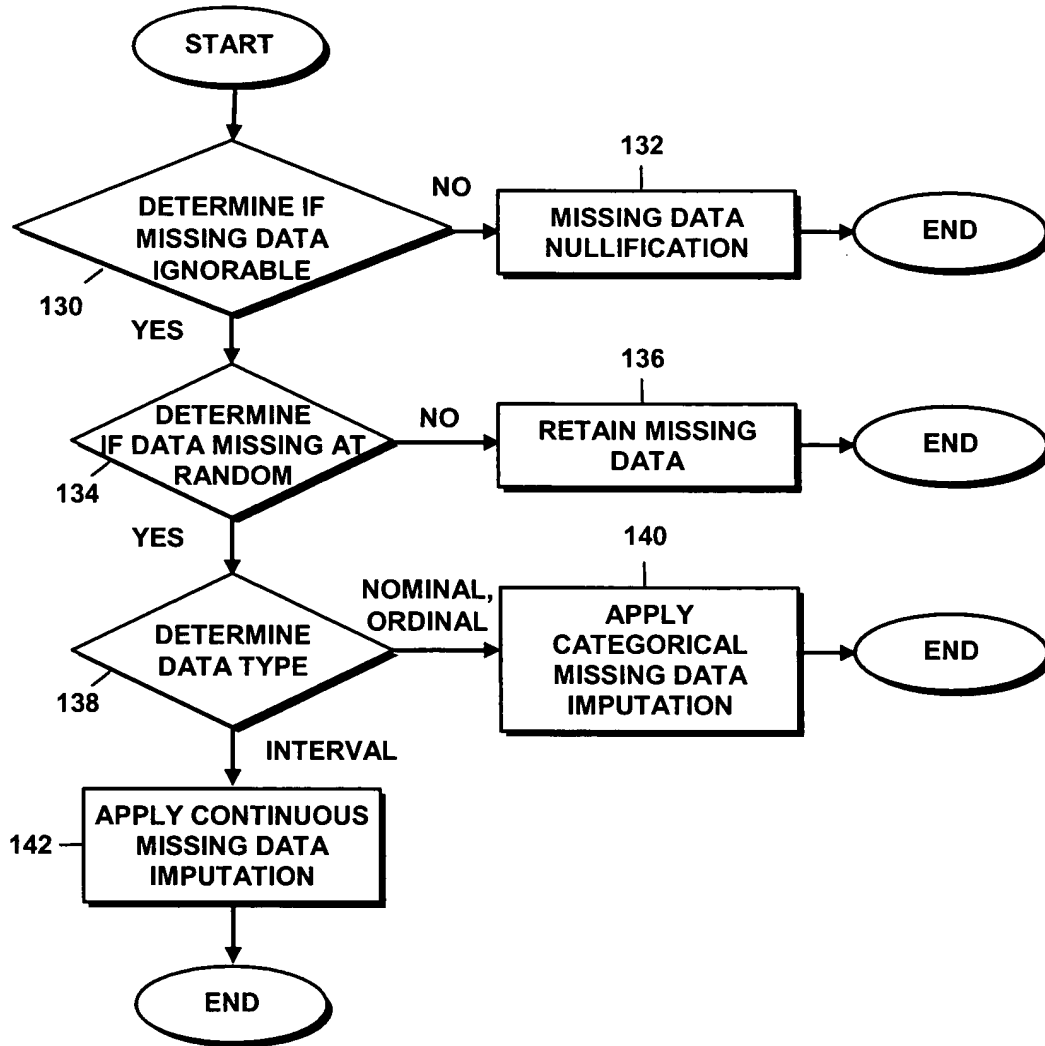 START
132
NO
DETERMINE IF
MISSING DATA
IGNORABLE
MISSING DATA
NULLIFICATION
END
130
YES
136
DETERMINE
IF DATA MISSING AT
RANDOM
NO
RETAIN MISSING
DATA
END
134
YES
140
NOMINAL,
ORDINAL
DETERMINE
DATA TYPE
APPLY
CATEGORICAL
MISSING DATA
IMPUTATION
END
138
INTERVAL
APPLY CONTINUOUS
MISSING DATA
IMPUTATION
142
END